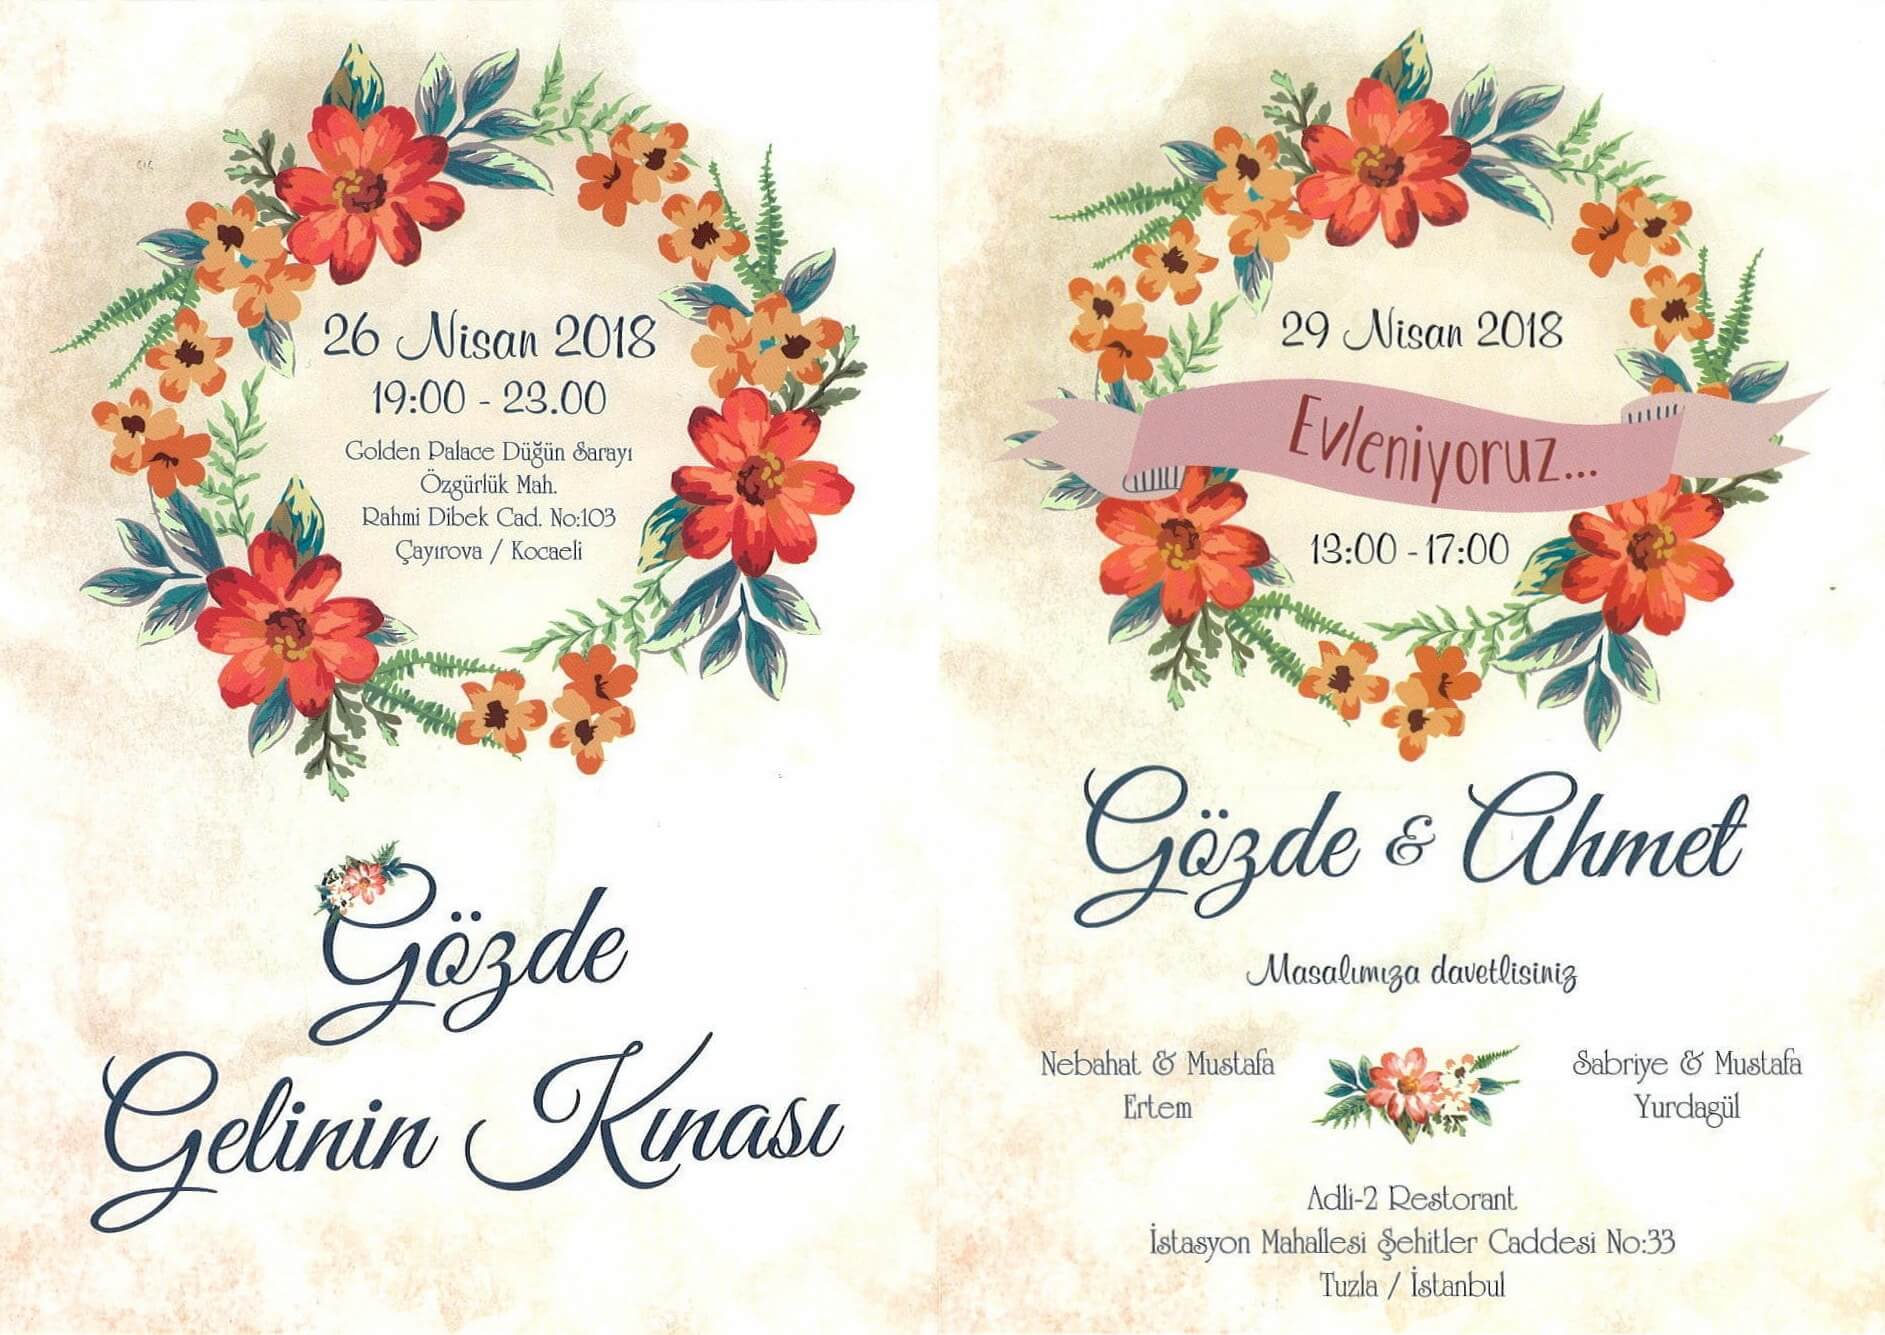 26 Nisan 2018
19:00 - 23.00
Golden Palace Düğün Sarayı
Özgürlük Mah.
Rahmi Dibek Cad. No:103
Çayırova / Kocaeli
Gözde
Gelinin Kınası
29 Nisan 2018
Evleniyoruz...
13:00 -17:00
Gözde & Ahmet
Masalımıza davetlisiniz
Nebahat & Mustafa
Ertem
Sabriye & Mustafa
Yurdagül
Adli-2 Restorant
İstasyon Mahallesi Şehitler Caddesi No:33
Tuzla / İstanbul